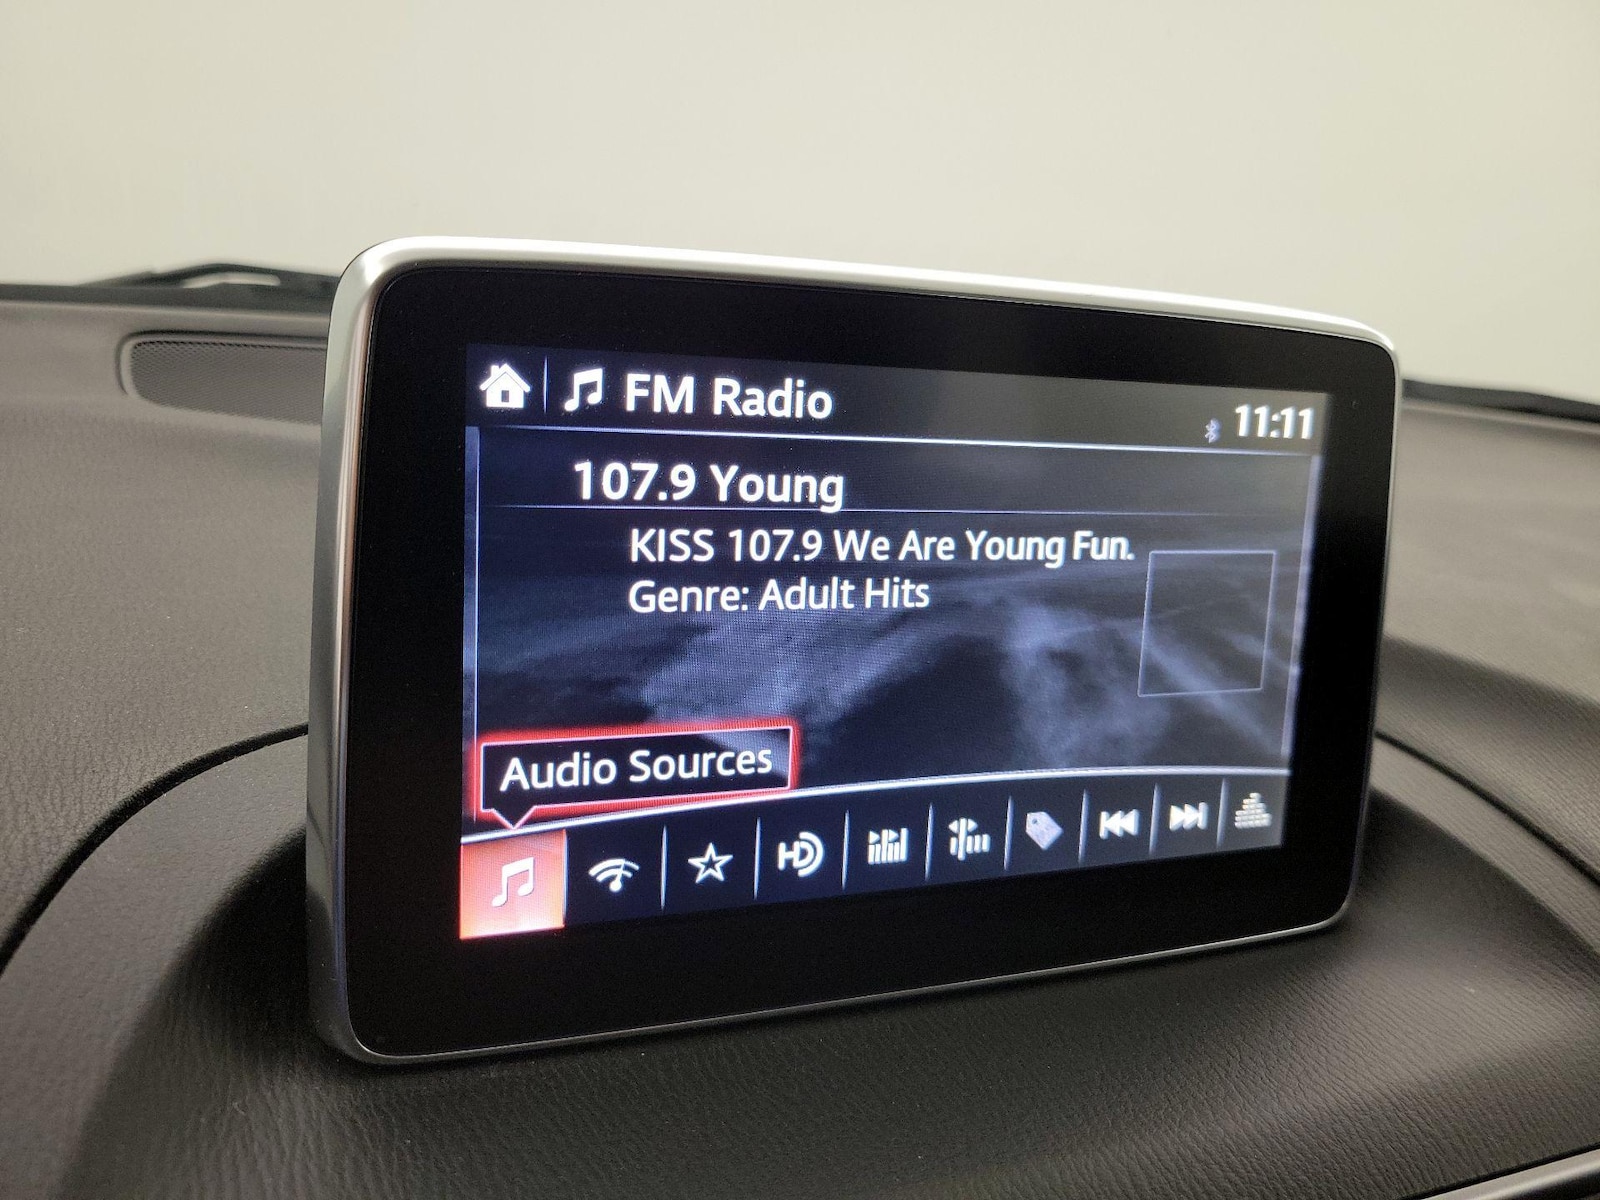 FM Radio
11:11
107.9 Young
KISS 107.9 We Are Young Fun.
Genre: Adult Hits
Audio Sources
HD